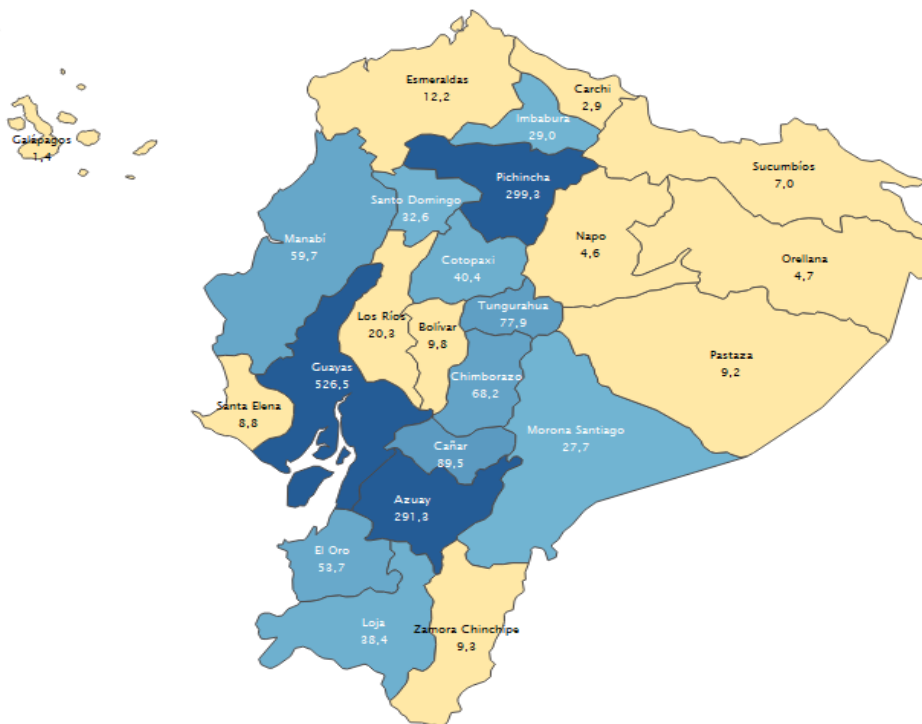 Esmeraldas
12,2
Carchi
2,9
Imbabura
29,0
Galápagos
1,4
Sucumbíos
7,0
Pichincha
299,3
Santo Domingo
32,6
Manabí
59,7
Napo
4,6
Orellana
4,7
Cotopaxi
40,4
Tungurahua
77,9
Los Ríos
20,3
Bolívar
9,8
Pastaza
9,2
Guayas
526,5
Chimborazo
68,2
Santa Elena
8,8
Morona Santiago
27,7
Cañar
89,5
Azuay
291,3
El Oro
53,7
Loja
38,4
Zamora Chinchipe
9,3